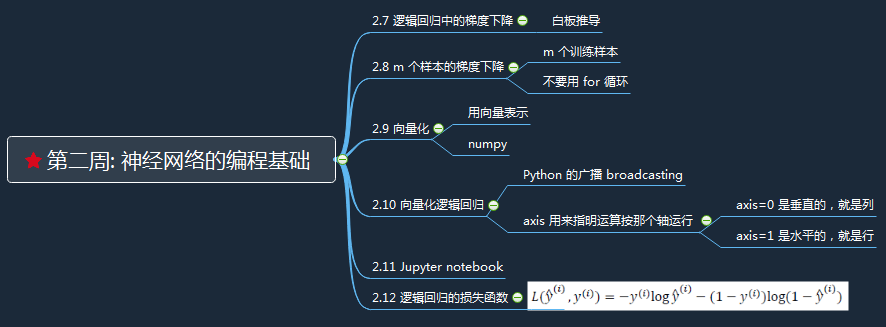 第二周: 神经网络的编程基础
2.7 逻辑回归中的梯度下降
白板推导
2.8 m 个样本的梯度下降
m 个训练样本
不要用 for 循环
2.9 向量化
用向量表示
numpy
2.10 向量化逻辑回归
Python 的广播 broadcasting
axis 用来指明运算按那个轴运行
axis=0 是垂直的，就是列
axis=1 是水平的，就是行
2.11 Jupyter notebook
2.12 逻辑回归的损失函数
L(ŷ⁽ⁱ⁾, y⁽ⁱ⁾) = −y⁽ⁱ⁾log ŷ⁽ⁱ⁾ − (1 − y⁽ⁱ⁾)log(1 − ŷ⁽ⁱ⁾)